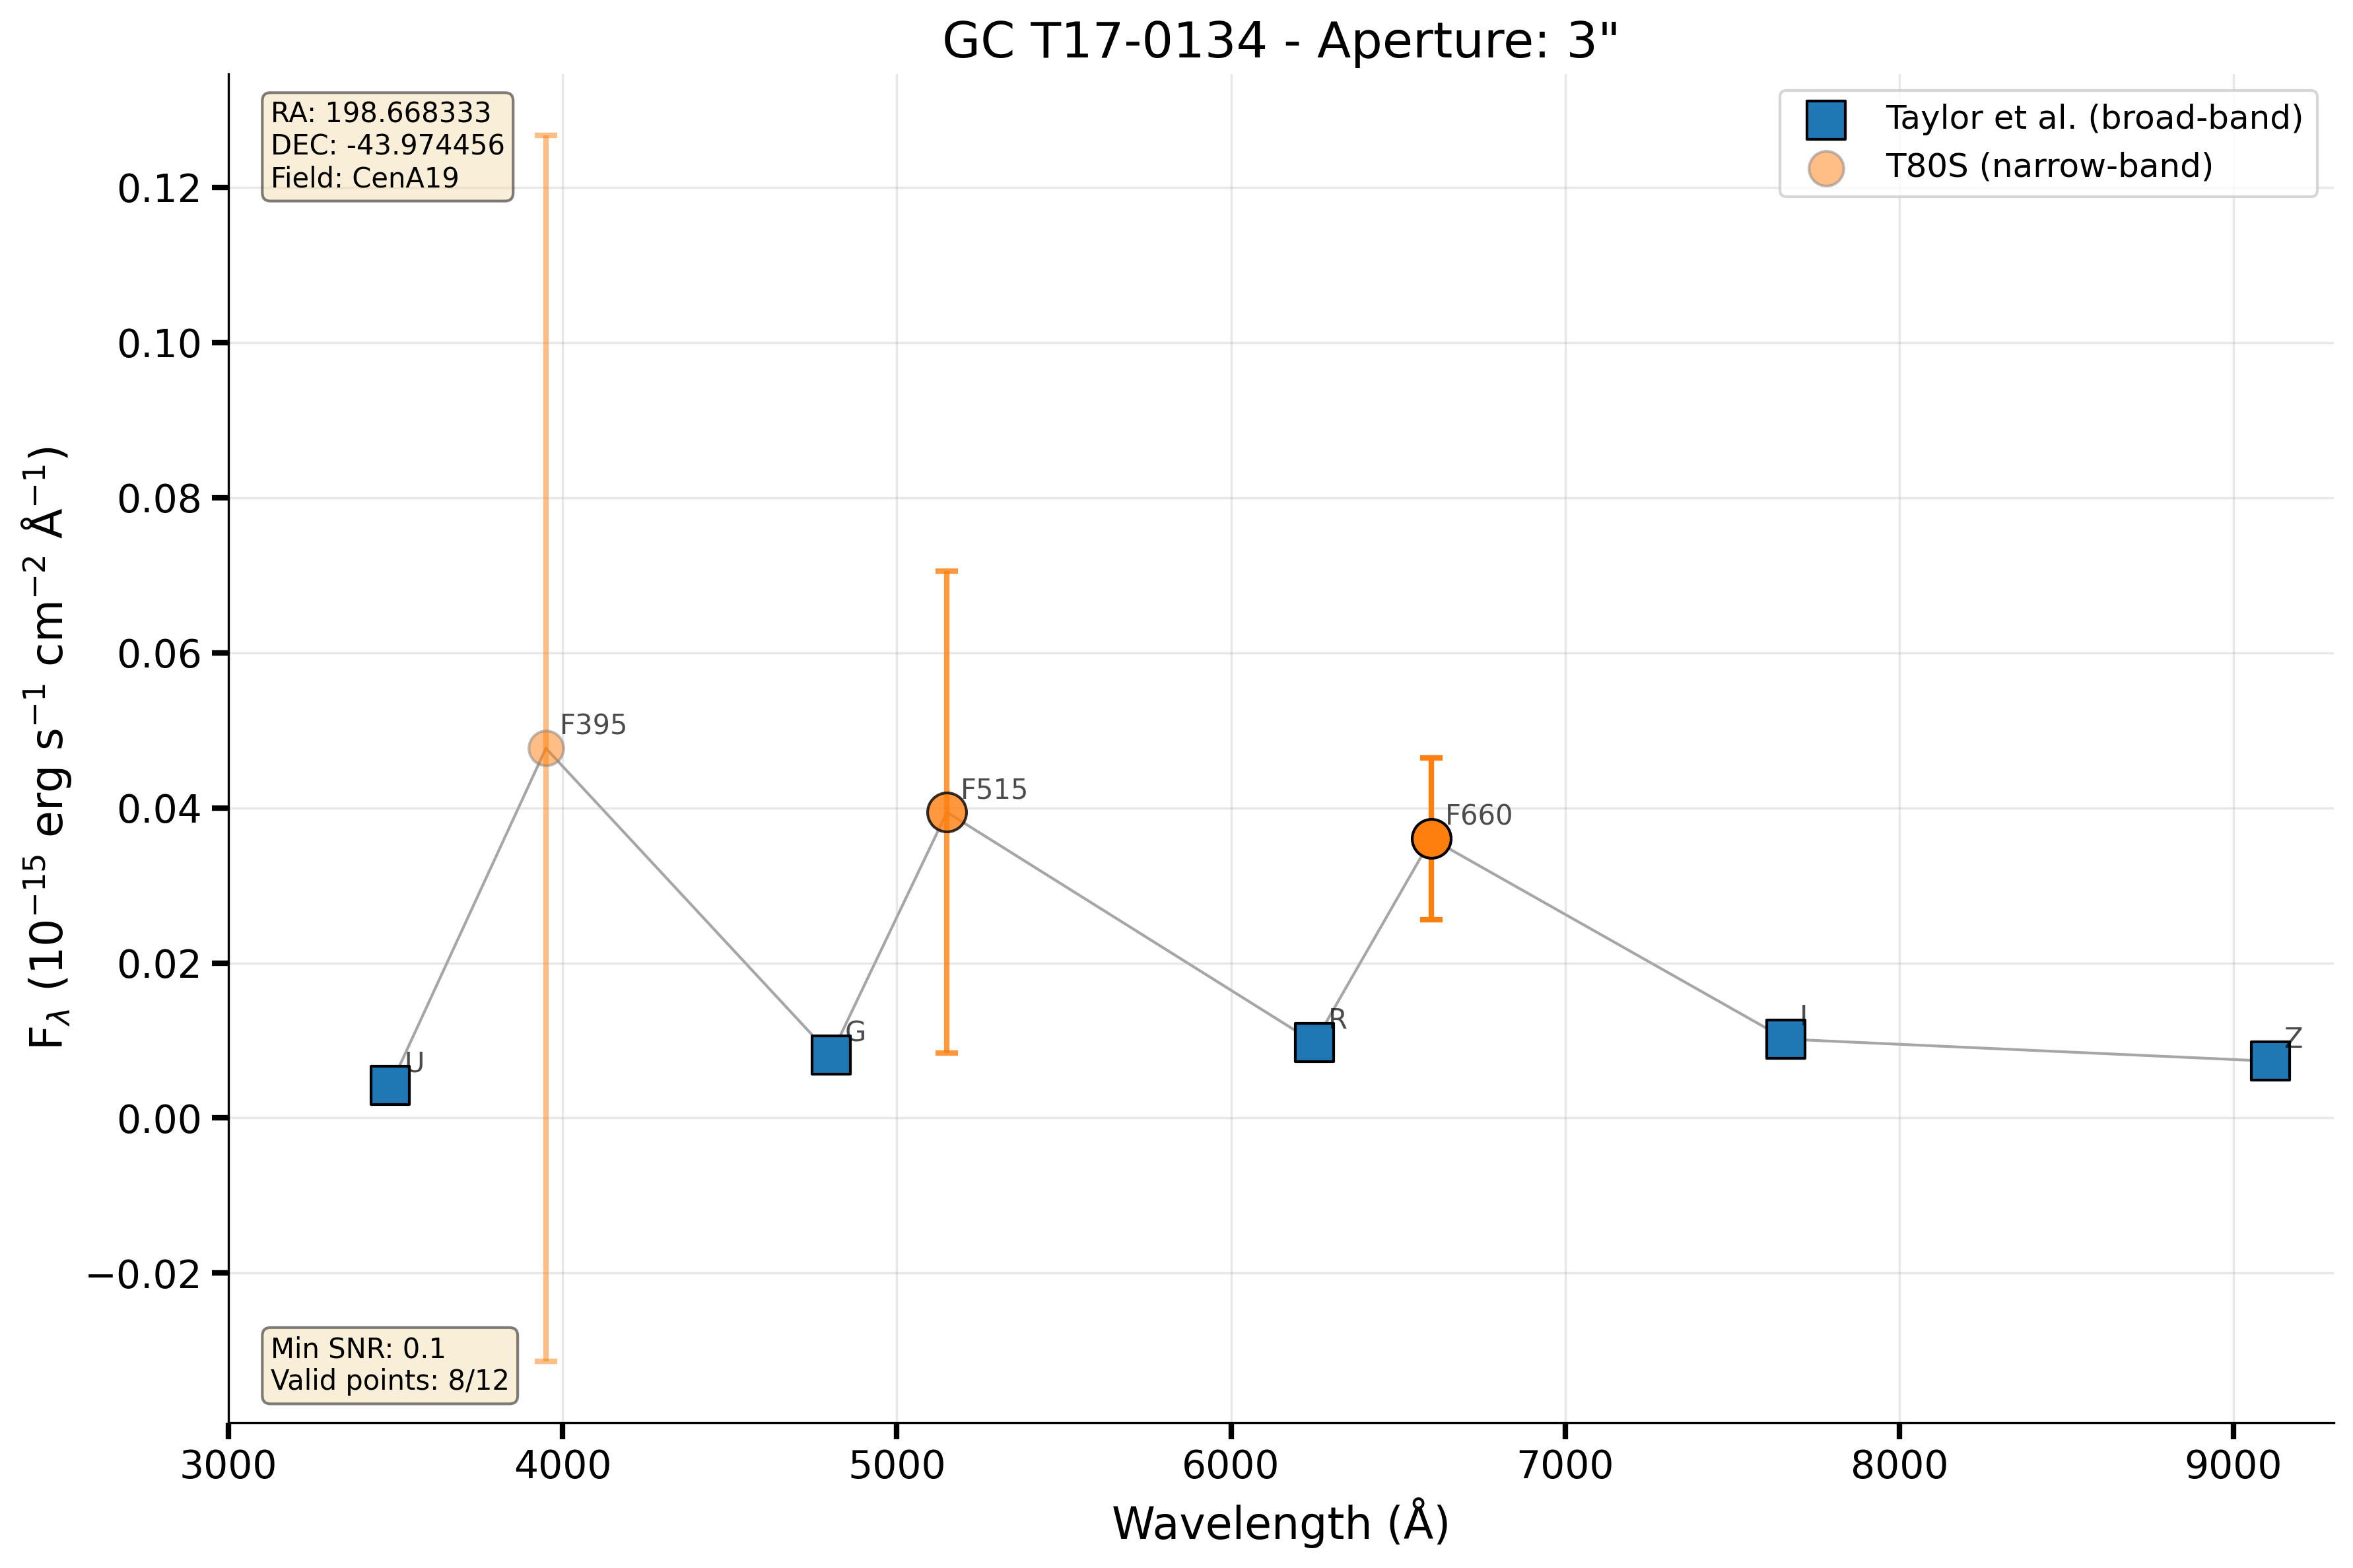 GC T17-0134 - Aperture: 3"
RA: 198.668333
DEC: -43.974456
Field: CenA19
Taylor et al. (broad-band)
T80S (narrow-band)
0.12
0.10
0.08
0.06
0.04
0.02
0.00
−0.02
F_λ (10⁻¹⁵ erg s⁻¹ cm⁻² Å⁻¹)
F395
F515
F660
U
G
R
I
Z
Min SNR: 0.1
Valid points: 8/12
3000
4000
5000
6000
7000
8000
9000
Wavelength (Å)